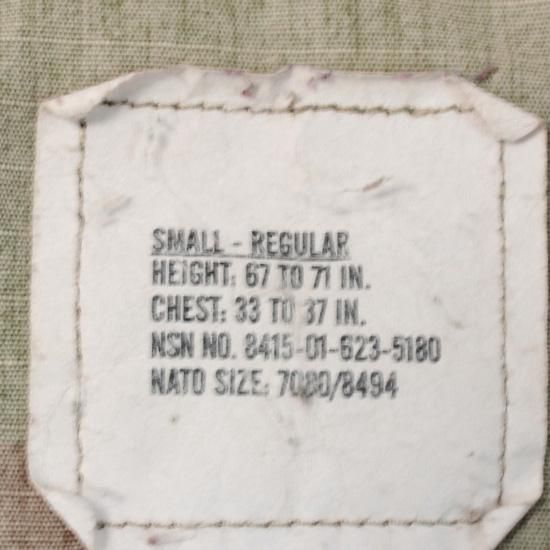 SMALL - REGULAR
HEIGHT: 67 TO 71 IN.
CHEST: 33 TO 37 IN.
NSN NO. 8415-01-623-5180
NATO SIZE: 7080/8494